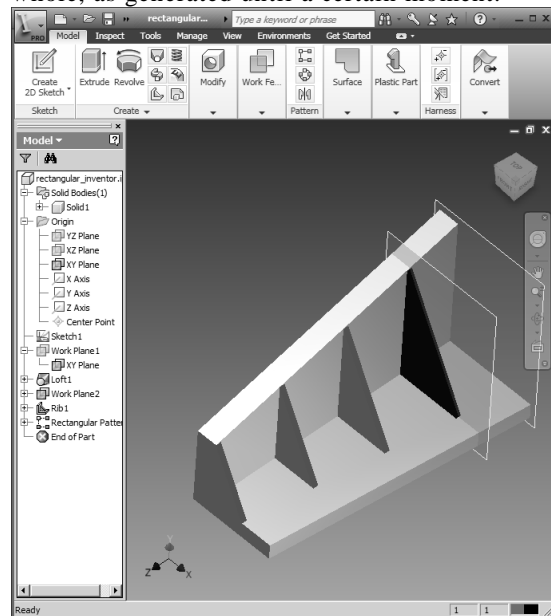 whole, as generated until a certain moment.
PRO
rectangular...
Type a keyword or phrase
Model Inspect Tools Manage View Environments Get Started
Create
2D Sketch
Extrude Revolve
Modify
Work Fe...
Surface
Plastic Part
Convert
Sketch
Create
Pattern
Harness
Model
rectangular_inventor.i
Solid Bodies(1)
Solid1
Origin
YZ Plane
XZ Plane
XY Plane
X Axis
Y Axis
Z Axis
Center Point
Sketch1
Work Plane1
XY Plane
Loft1
Work Plane2
Rib1
Rectangular Patte
End of Part
TOP
Y
Z
X
Ready
1 1